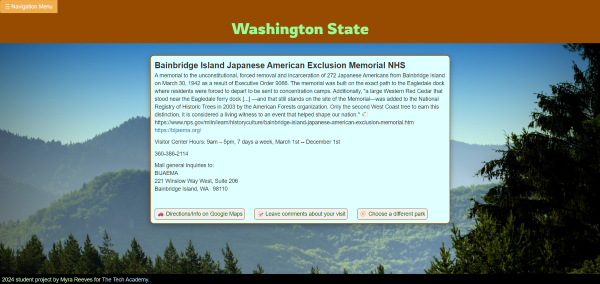 ☰ Navigation Menu
Washington State
Bainbridge Island Japanese American Exclusion Memorial NHS
A memorial to the unconstitutional, forced removal and incarceration of 272 Japanese Americans from Bainbridge Island
on March 30, 1942 as a result of Executive Order 9066. The memorial was built on the exact path to the Eagledale dock
where residents were forced to depart to be sent to concentration camps. Additionally, "a large Western Red Cedar that
stood near the Eagledale ferry dock [...] —and that still stands on the site of the Memorial—was added to the National
Registry of Historic Trees in 2003 by the American Forests organization. Only the second West Coast tree to earn this
distinction, it is considered a living witness to an event that helped shape our nation."
https://www.nps.gov/miin/learn/historyculture/bainbridge-island-japanese-american-exclusion-memorial.htm
https://bijaema.org/
Visitor Center Hours: 9am – 5pm, 7 days a week, March 1st -- December 1st
360-386-2114
Mail general inquiries to:
BIJAEMA
221 Winslow Way West, Suite 206
Bainbridge Island, WA 98110
Directions/Info on Google Maps
Leave comments about your visit
Choose a different park
2024 student project by Myra Reeves for The Tech Academy.